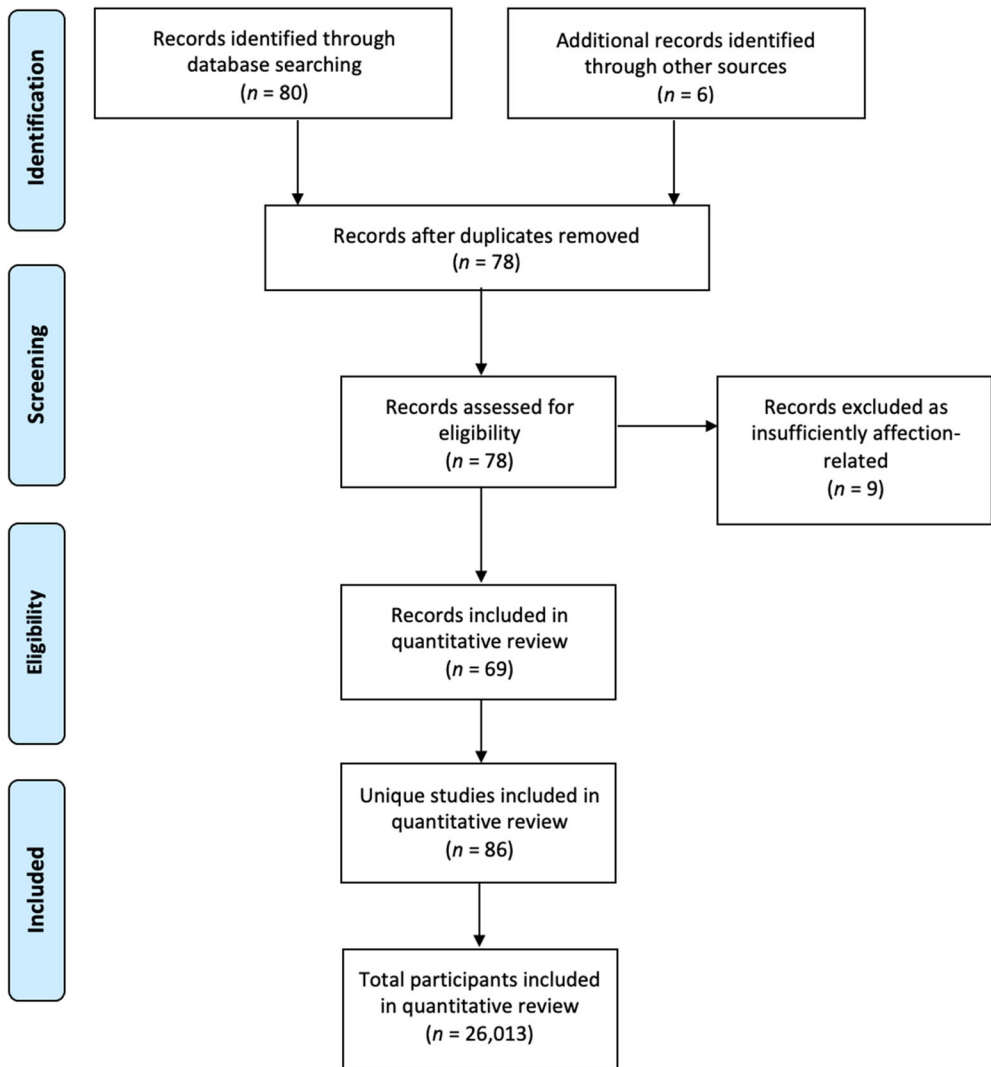 Identification
Records identified through
database searching
(n = 80)
Additional records identified
through other sources
(n = 6)
Records after duplicates removed
(n = 78)
Screening
Records assessed for
eligibility
(n = 78)
Records excluded as
insufficiently affection-
related
(n = 9)
Eligibility
Records included in
quantitative review
(n = 69)
Included
Unique studies included in
quantitative review
(n = 86)
Total participants included
in quantitative review
(n = 26,013)